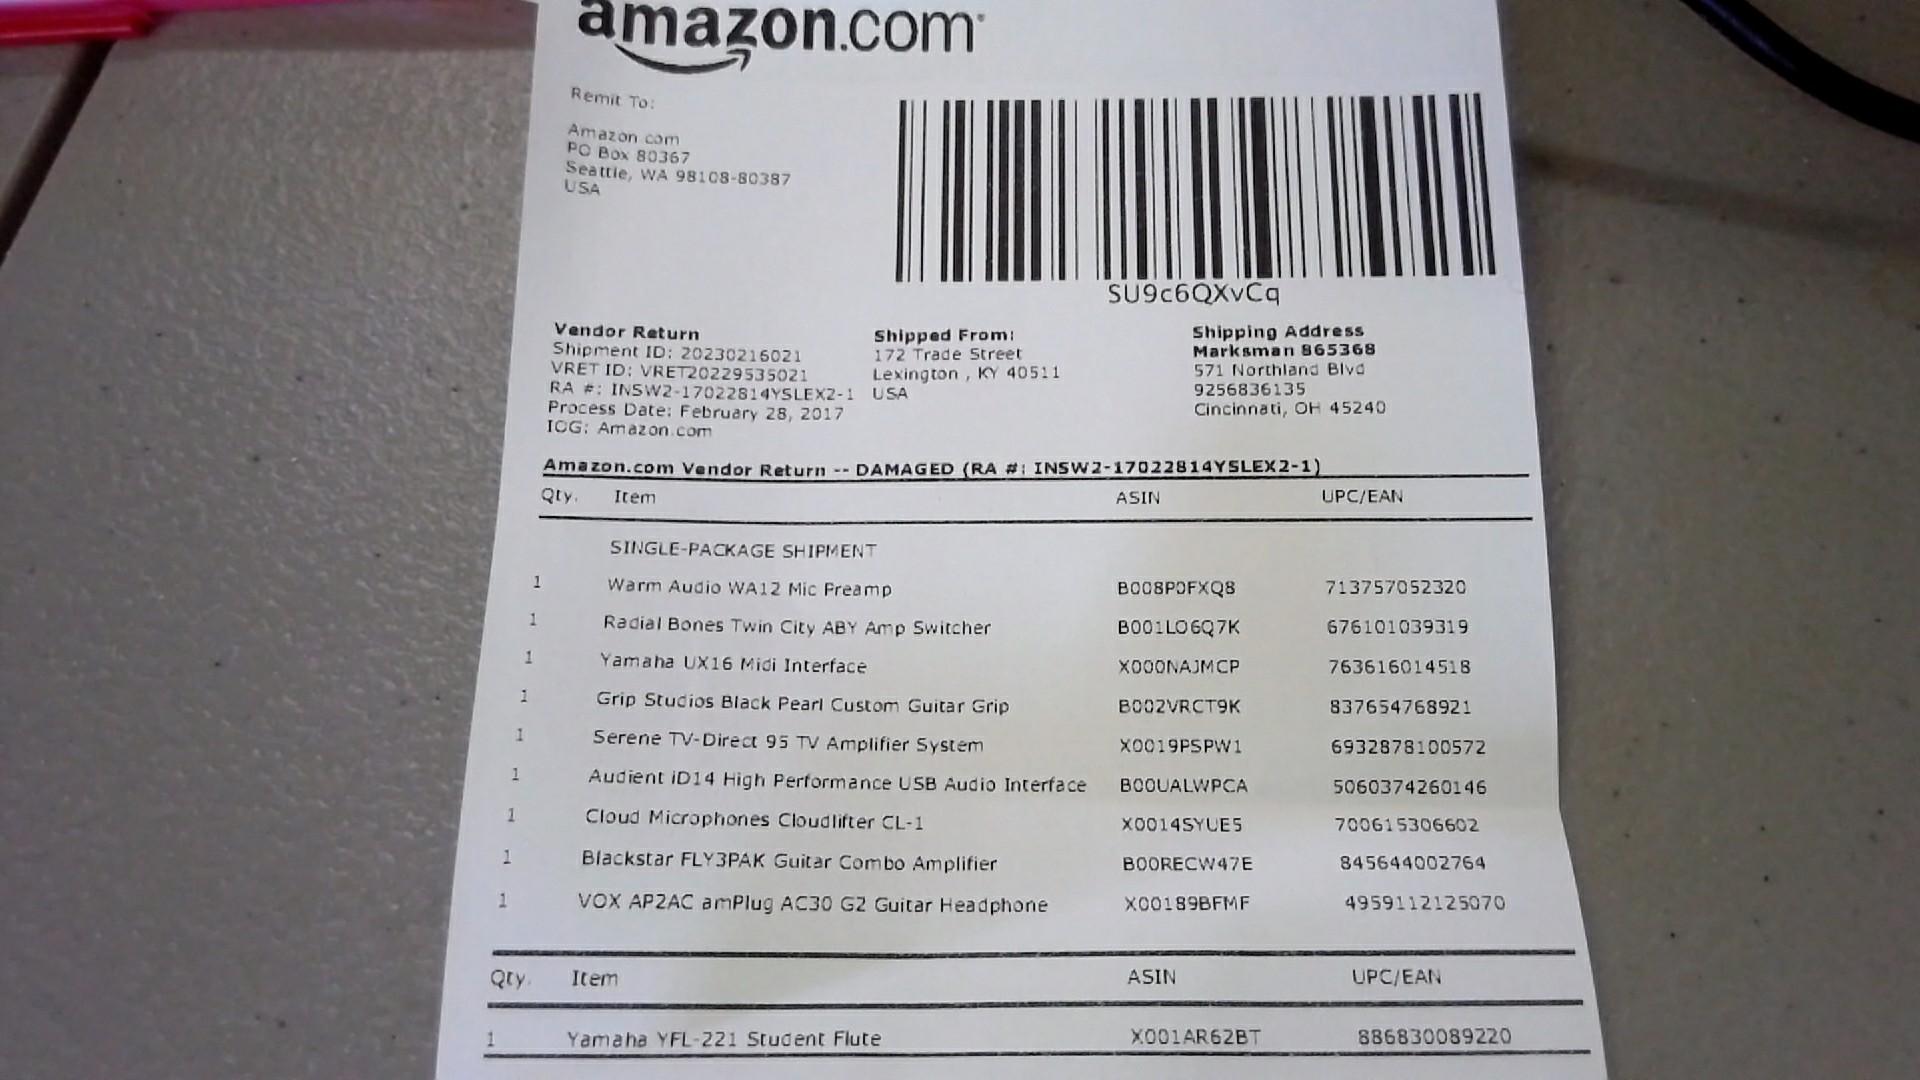 amazon.com
Remit To:
Amazon.com
PO Box 80367
Seattle, WA 98108-80387
USA
SU9c6QXvCq
Vendor Return
Shipment ID: 20230216021
VRET ID: VRET20229535021
RA #: INSW2-17022814YSLEX2-1
Process Date: February 28, 2017
IOG: Amazon.com
Shipped From:
172 Trade Street
Lexington , KY 40511
USA
Shipping Address
Marksman 865368
571 Northland Blvd
9256836135
Cincinnati, OH 45240
Amazon.com Vendor Return -- DAMAGED (RA #: INSW2-17022814YSLEX2-1)
Qty. Item ASIN UPC/EAN
SINGLE-PACKAGE SHIPMENT
1 Warm Audio WA12 Mic Preamp B008P0FXQ8 713757052320
1 Radial Bones Twin City ABY Amp Switcher B001LO6Q7K 676101039319
1 Yamaha UX16 Midi Interface X000NAJMCP 763616014518
1 Grip Studios Black Pearl Custom Guitar Grip B002VRCT9K 837654768921
1 Serene TV-Direct 95 TV Amplifier System X0019PSPW1 6932878100572
1 Audient iD14 High Performance USB Audio Interface B00UALWPCA 5060374260146
1 Cloud Microphones Cloudlifter CL-1 X0014SYUE5 700615306602
1 Blackstar FLY3PAK Guitar Combo Amplifier B00RECW47E 845644002764
1 VOX AP2AC amPlug AC30 G2 Guitar Headphone X00189BFMF 4959112125070
Qty. Item ASIN UPC/EAN
1 Yamaha YFL-221 Student Flute X001AR62BT 886830089220